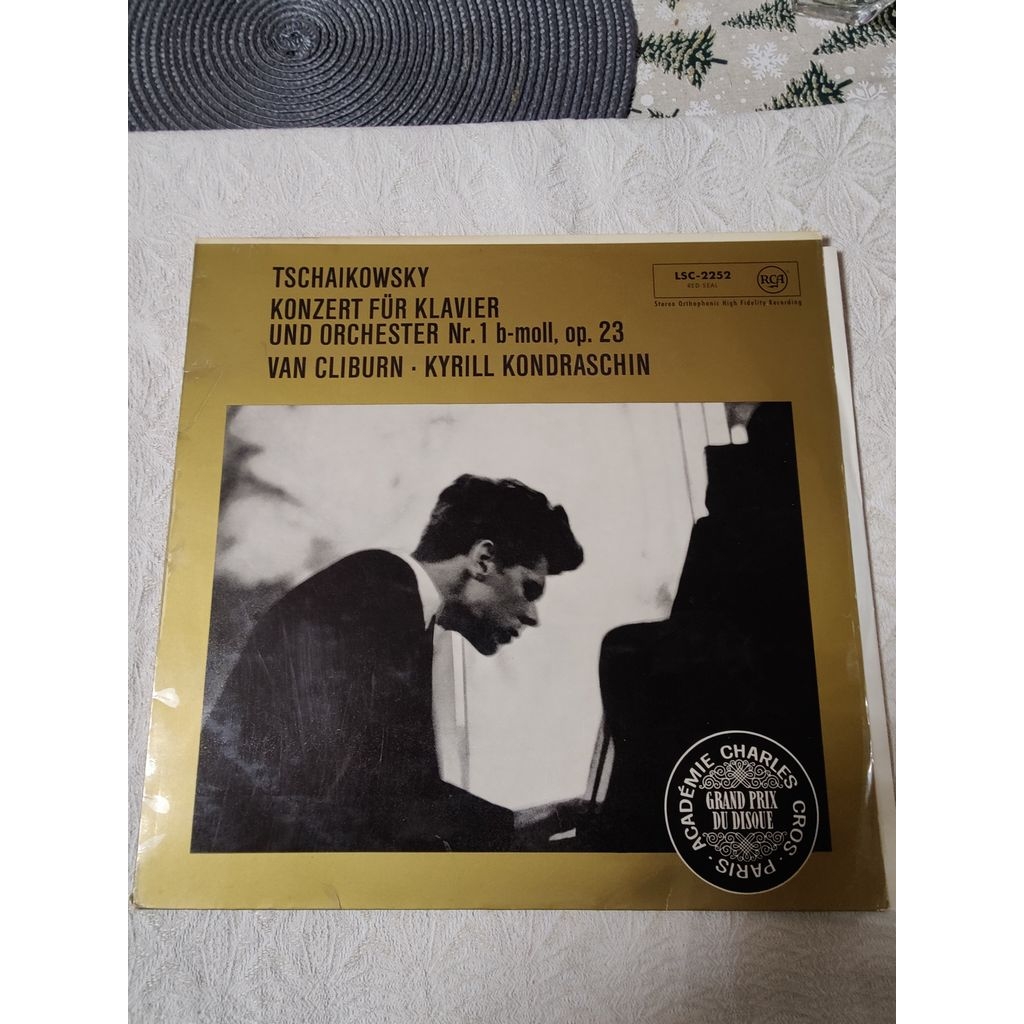 TSCHAIKOWSKY
KONZERT FÜR KLAVIER
UND ORCHESTER Nr. 1 b-moll, op. 23
VAN CLIBURN · KYRILL KONDRASCHIN
LSC-2252
RED SEAL
RCA
Stereo Orthophonic High Fidelity Recording
ACADÉMIE CHARLES CROS · PARIS ·
GRAND PRIX
DU DISQUE